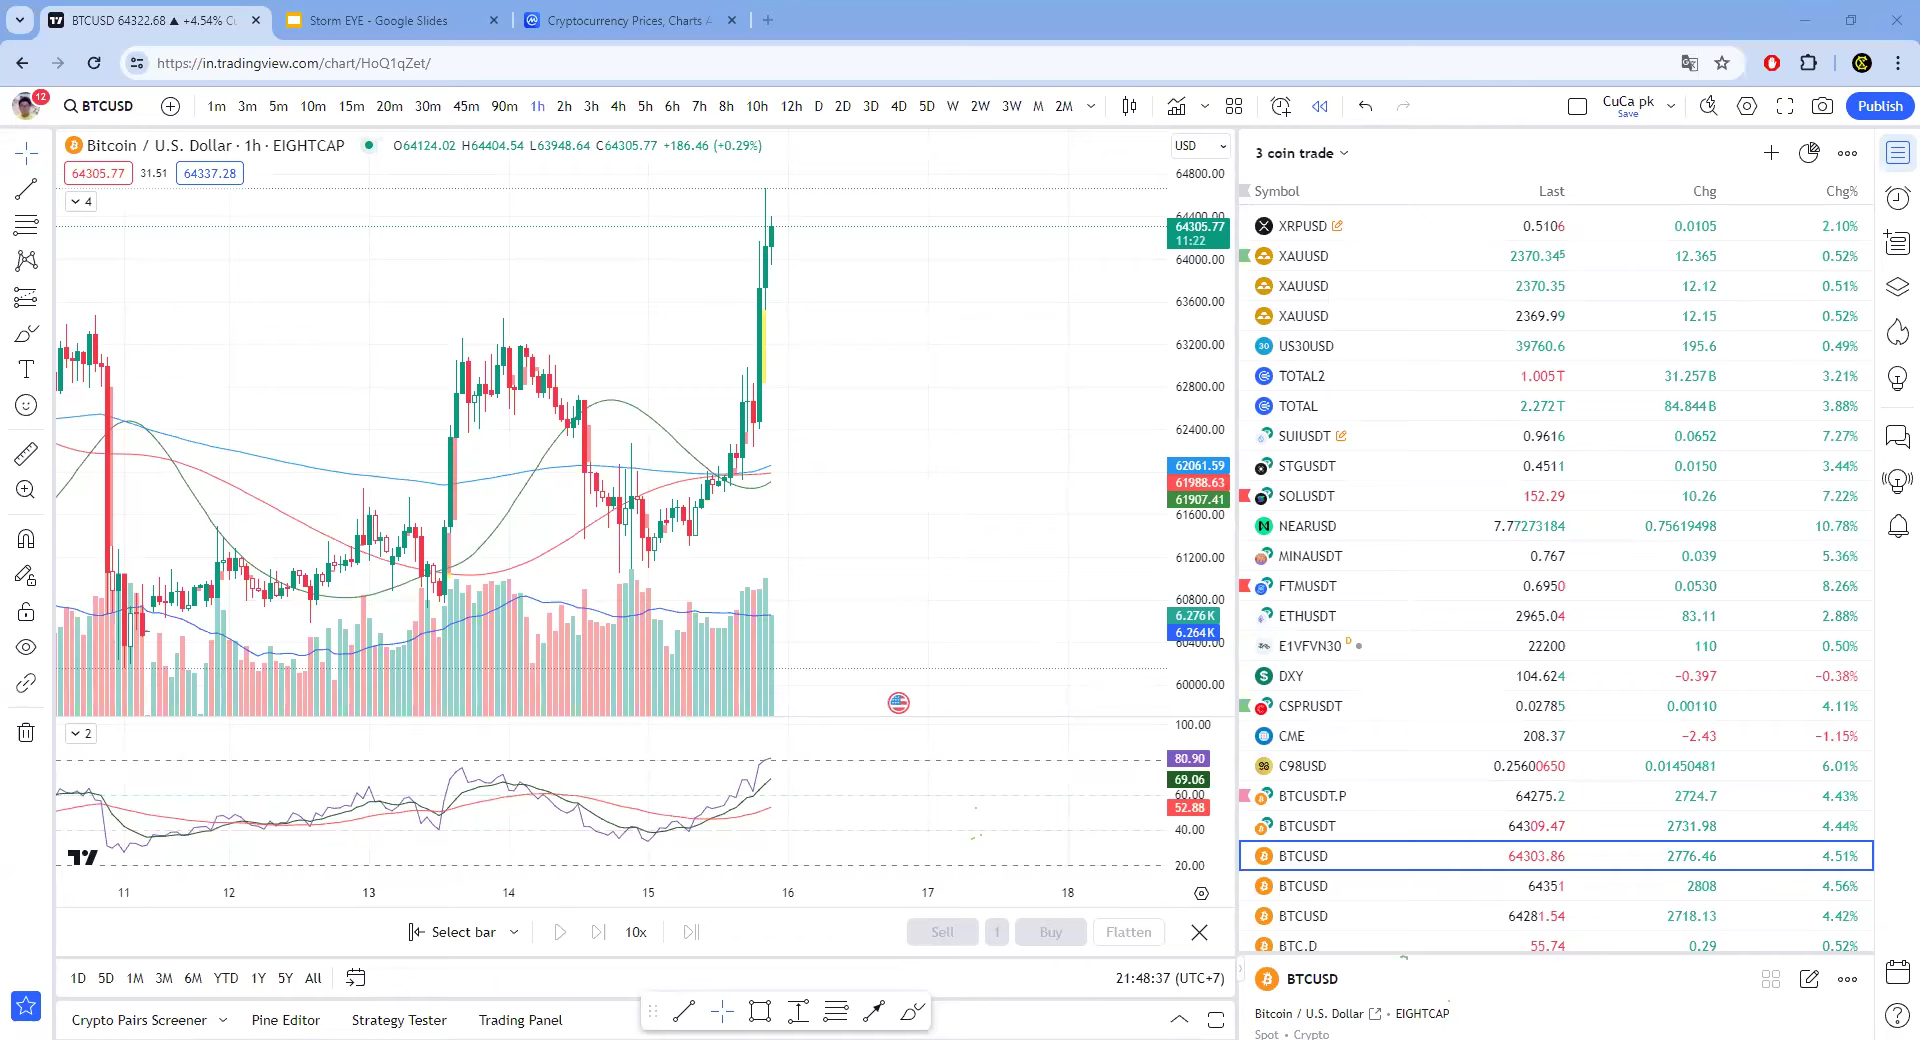 BTCUSD 64322.68 ▲ +4.54% Cu
Storm EYE - Google Slides
Cryptocurrency Prices, Charts A
https://in.tradingview.com/chart/HoQ1qZet/
12
BTCUSD
1m 3m 5m 10m 15m 20m 30m 45m 90m 1h 2h 3h 4h 5h 6h 7h 8h 10h 12h D 2D 3D 4D 5D W 2W 3W M 2M
CuCa pk
Save
Publish
Bitcoin / U.S. Dollar · 1h · EIGHTCAP
O64124.02 H64404.54 L63948.64 C64305.77 +186.46 (+0.29%)
64305.77 31.51 64337.28
4
USD
64800.00
64400.00
64305.77
11:22
64000.00
63600.00
63200.00
62800.00
62400.00
62061.59
61988.63
61907.41
61600.00
61200.00
60800.00
6.276K
6.264K
60400.00
60000.00
2
100.00
80.90
69.06
60.00
52.88
40.00
20.00
11 12 13 14 15 16 17 18
Select bar
10x
Sell 1 Buy Flatten
1D 5D 1M 3M 6M YTD 1Y 5Y All
21:48:37 (UTC+7)
Crypto Pairs Screener Pine Editor Strategy Tester Trading Panel
3 coin trade
Symbol Last Chg Chg%
XRPUSD 0.5106 0.0105 2.10%
XAUUSD 2370.345 12.365 0.52%
XAUUSD 2370.35 12.12 0.51%
XAUUSD 2369.99 12.15 0.52%
30 US30USD 39760.6 195.6 0.49%
TOTAL2 1.005T 31.257B 3.21%
TOTAL 2.272T 84.844B 3.88%
SUIUSDT 0.9616 0.0652 7.27%
STGUSDT 0.4511 0.0150 3.44%
SOLUSDT 152.29 10.26 7.22%
NEARUSD 7.77273184 0.75619498 10.78%
MINAUSDT 0.767 0.039 5.36%
FTMUSDT 0.6950 0.0530 8.26%
ETHUSDT 2965.04 83.11 2.88%
E1VFVN30 D 22200 110 0.50%
DXY 104.624 −0.397 −0.38%
CSPRUSDT 0.02785 0.00110 4.11%
CME 208.37 −2.43 −1.15%
C98USD 0.25600650 0.01450481 6.01%
BTCUSDT.P 64275.2 2724.7 4.43%
BTCUSDT 64309.47 2731.98 4.44%
BTCUSD 64303.86 2776.46 4.51%
BTCUSD 64351 2808 4.56%
BTCUSD 64281.54 2718.13 4.42%
BTC.D 55.74 0.29 0.52%
BTCUSD
Bitcoin / U.S. Dollar • EIGHTCAP
Spot • Crypto